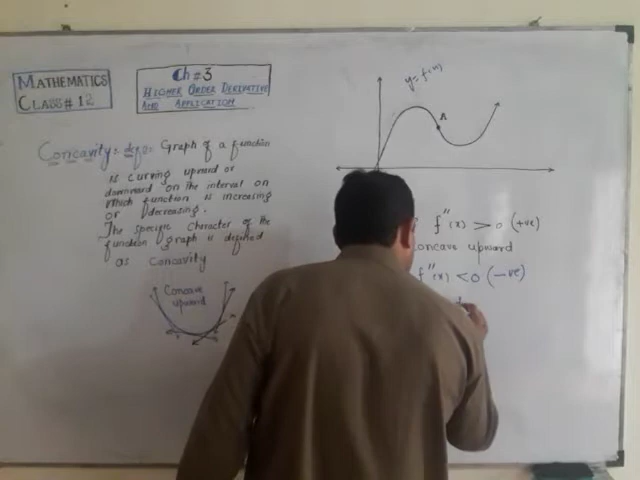 MATHEMATICS
CLASS # 12
Ch # 3
HIGHER ORDER DERIVATIVE
AND APPLICATION
Concavity: def: Graph of a function
is curving upward or
downward on the interval on
which function is increasing
or decreasing.
The specific character of the
function graph is defined
as concavity
Concave
upward
y = f(x)
A
f''(x) > 0 (+ve)
concave upward
f''(x) < 0 (-ve)